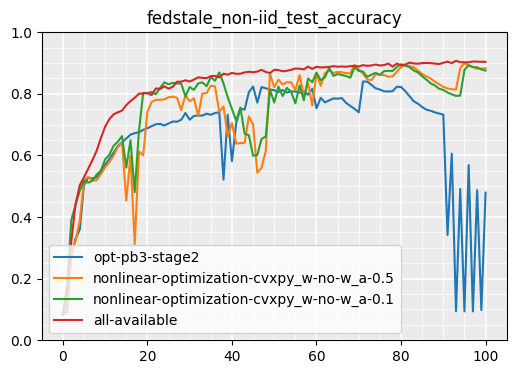 fedstale_non-iid_test_accuracy
1.0
0.8
0.6
0.4
0.2
0.0
opt-pb3-stage2
nonlinear-optimization-cvxpy_w-no-w_a-0.5
nonlinear-optimization-cvxpy_w-no-w_a-0.1
all-available
0 20 40 60 80 100